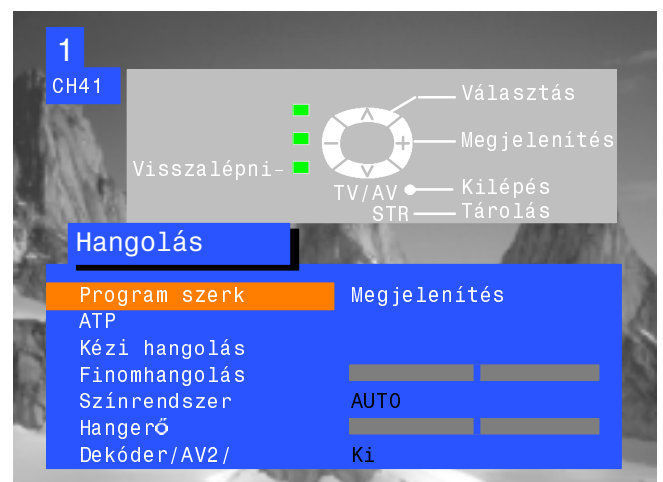 1
CH41
Választás
Megjelenítés
Visszalépni-
TV/AV Kilépés
STR Tárolás
Hangolás
Program szerk Megjelenítés
ATP
Kézi hangolás
Finomhangolás
Színrendszer AUTO
Hangerő
Dekóder/AV2/ Ki